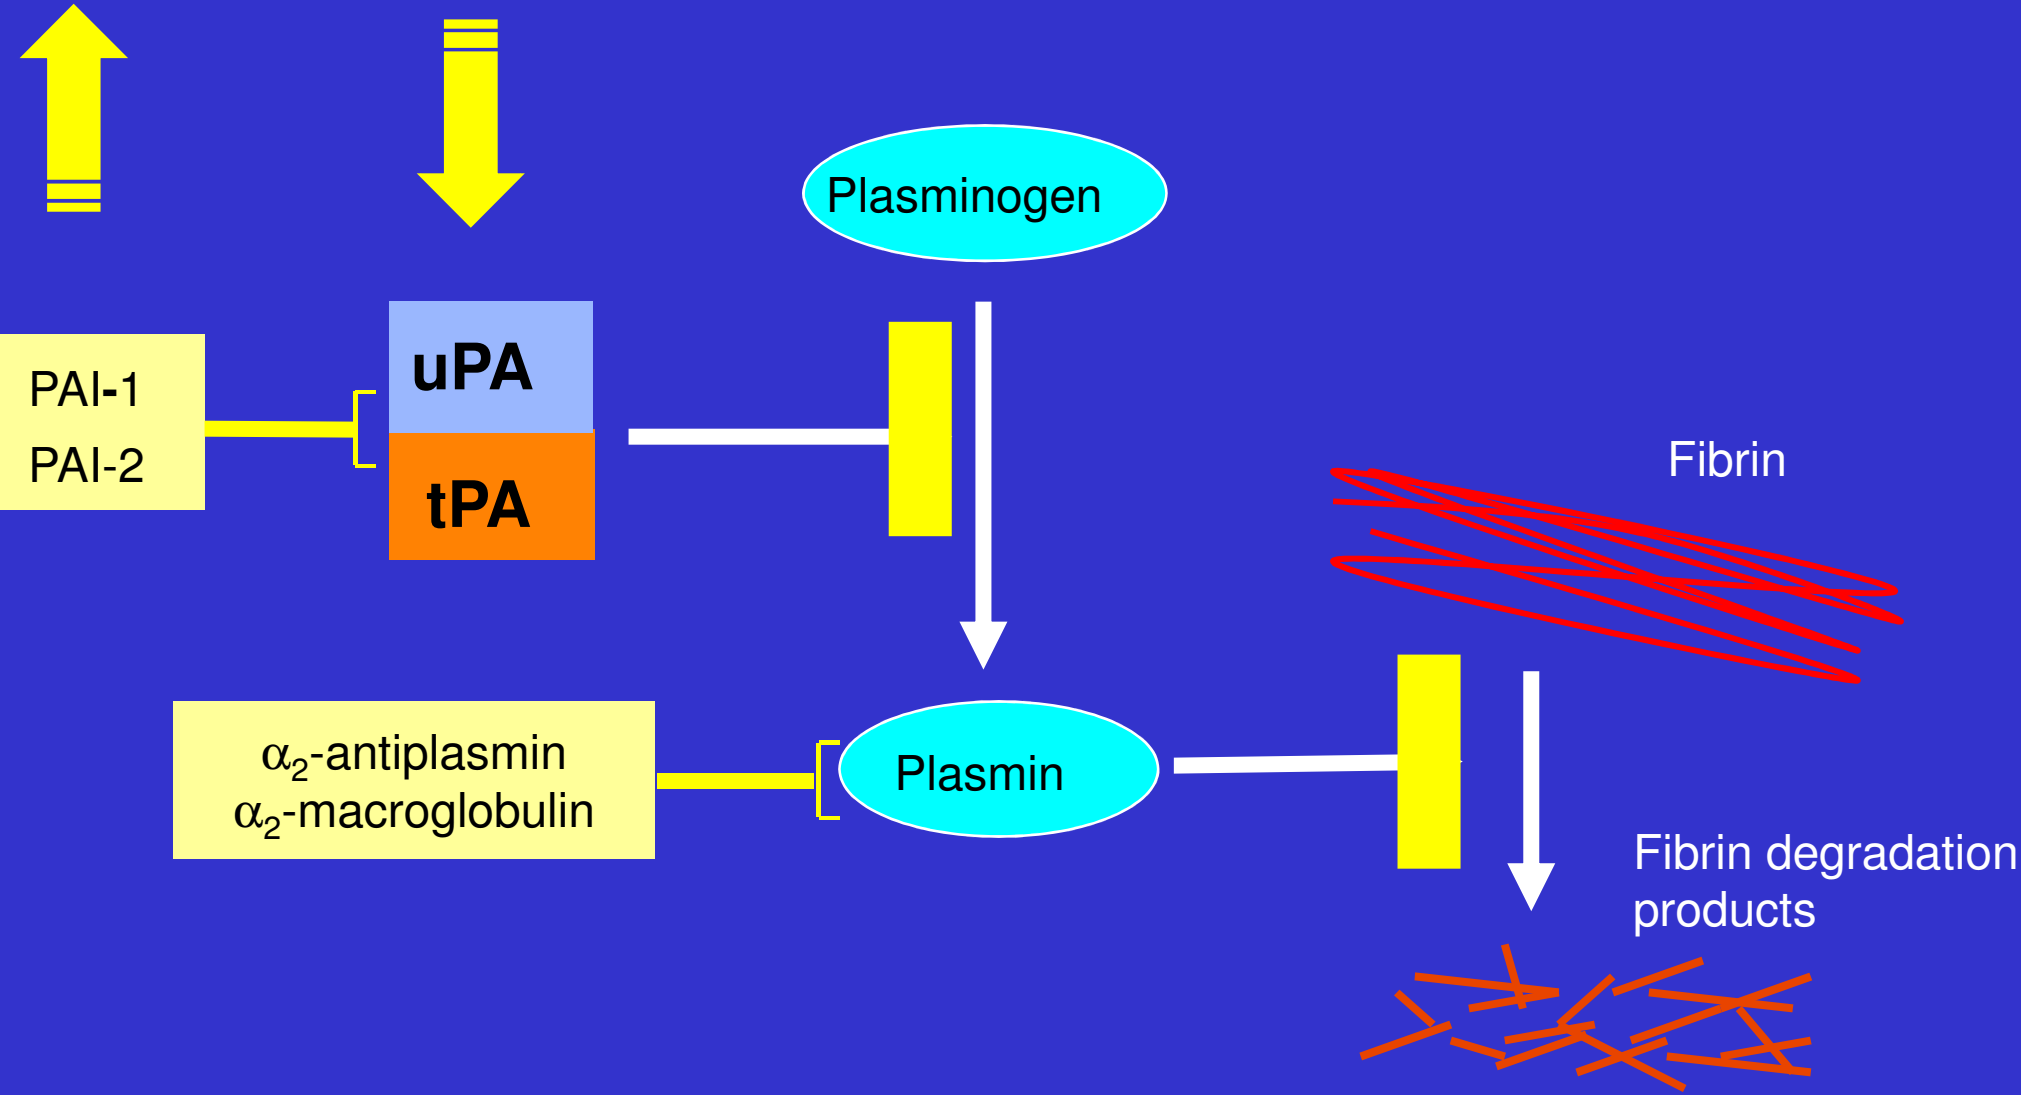 Plasminogen
uPA
PAI-1
PAI-2
tPA
Fibrin
α₂-antiplasmin
α₂-macroglobulin
Plasmin
Fibrin degradation
products